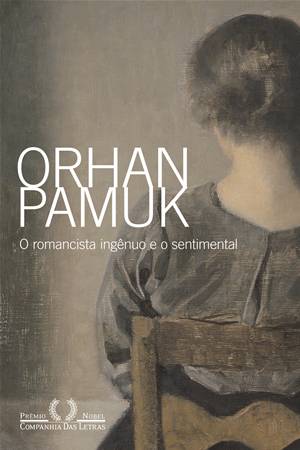 ORHAN
PAMUK
O romancista ingênuo e o sentimental
PRÊMIO NOBEL
COMPANHIA DAS LETRAS